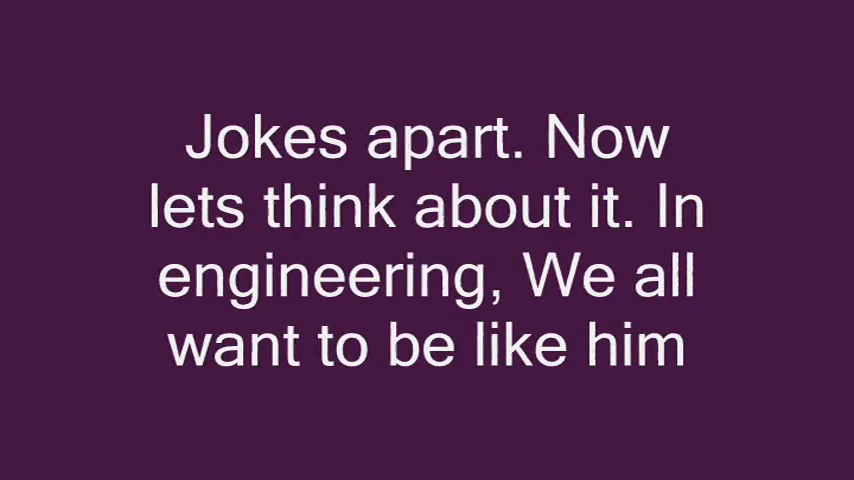 Jokes apart. Now
lets think about it. In
engineering, We all
want to be like him